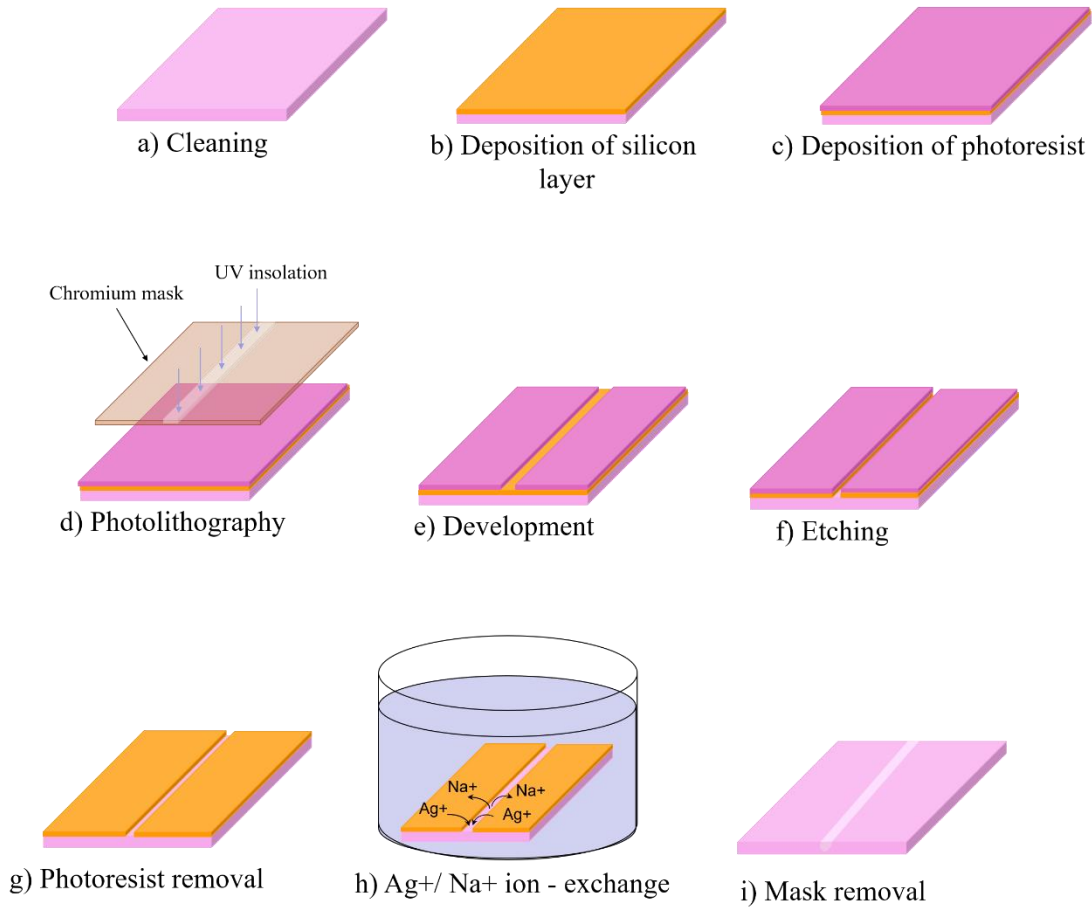 a) Cleaning
b) Deposition of silicon
layer
c) Deposition of photoresist
UV insolation
Chromium mask
d) Photolithography
e) Development
f) Etching
Na+
Na+
Ag+
Ag+
g) Photoresist removal
h) Ag+/ Na+ ion - exchange
i) Mask removal